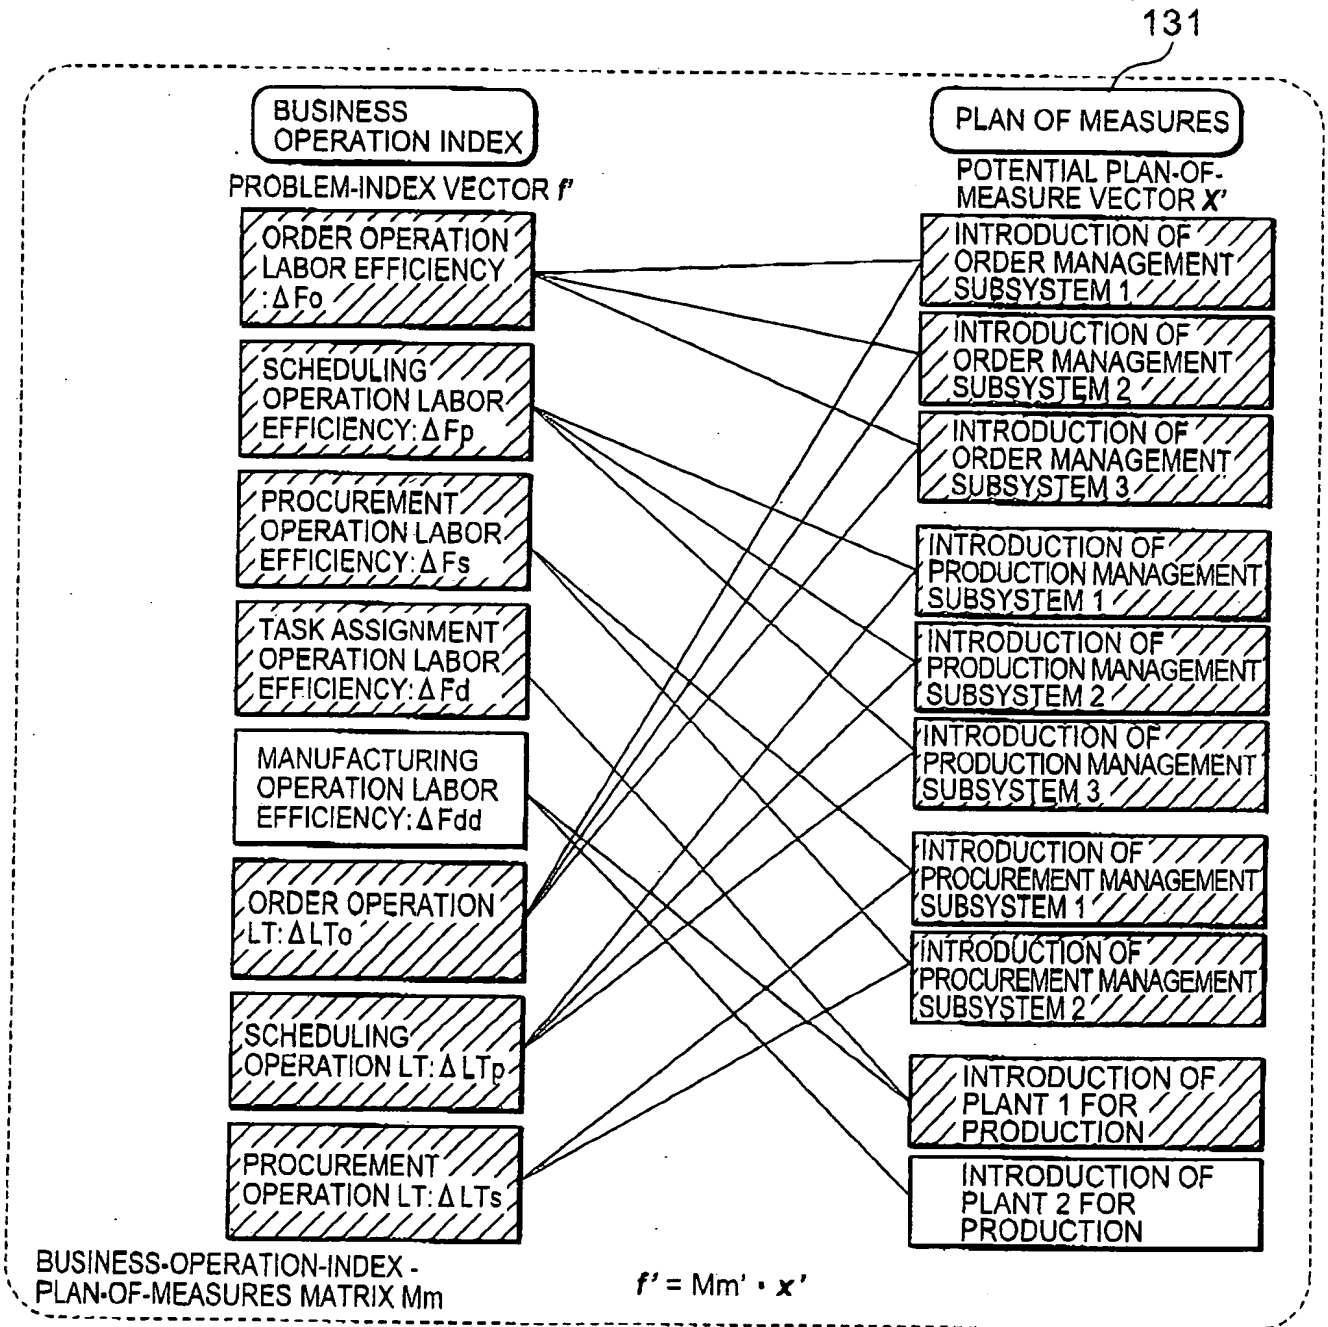 131
BUSINESS
OPERATION INDEX
PROBLEM-INDEX VECTOR f'
ORDER OPERATION
LABOR EFFICIENCY
:ΔFo
SCHEDULING
OPERATION LABOR
EFFICIENCY:ΔFp
PROCUREMENT
OPERATION LABOR
EFFICIENCY:ΔFs
TASK ASSIGNMENT
OPERATION LABOR
EFFICIENCY:ΔFd
MANUFACTURING
OPERATION LABOR
EFFICIENCY:ΔFdd
ORDER OPERATION
LT:ΔLTo
SCHEDULING
OPERATION LT:ΔLTp
PROCUREMENT
OPERATION LT:ΔLTs
PLAN OF MEASURES
POTENTIAL PLAN-OF-
MEASURE VECTOR X'
INTRODUCTION OF
ORDER MANAGEMENT
SUBSYSTEM 1
INTRODUCTION OF
ORDER MANAGEMENT
SUBSYSTEM 2
INTRODUCTION OF
ORDER MANAGEMENT
SUBSYSTEM 3
INTRODUCTION OF
PRODUCTION MANAGEMENT
SUBSYSTEM 1
INTRODUCTION OF
PRODUCTION MANAGEMENT
SUBSYSTEM 2
INTRODUCTION OF
PRODUCTION MANAGEMENT
SUBSYSTEM 3
INTRODUCTION OF
PROCUREMENT MANAGEMENT
SUBSYSTEM 1
INTRODUCTION OF
PROCUREMENT MANAGEMENT
SUBSYSTEM 2
INTRODUCTION OF
PLANT 1 FOR
PRODUCTION
INTRODUCTION OF
PLANT 2 FOR
PRODUCTION
BUSINESS-OPERATION-INDEX -
PLAN-OF-MEASURES MATRIX Mm
f' = Mm' · x'